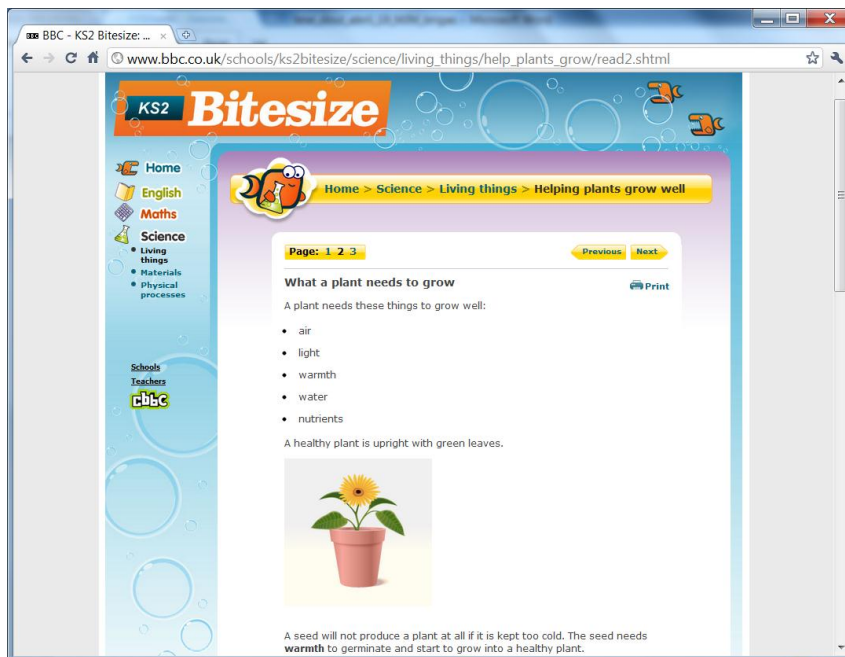 BBC - KS2 Bitesize: ...
www.bbc.co.uk/schools/ks2bitesize/science/living_things/help_plants_grow/read2.shtml
KS2 Bitesize
Home
English
Maths
Science
Living things
Materials
Physical processes
Schools
Teachers
cbbc
Home > Science > Living things > Helping plants grow well
Page: 1 2 3
Previous Next
What a plant needs to grow
Print
A plant needs these things to grow well:
air
light
warmth
water
nutrients
A healthy plant is upright with green leaves.
A seed will not produce a plant at all if it is kept too cold. The seed needs
warmth to germinate and start to grow into a healthy plant.